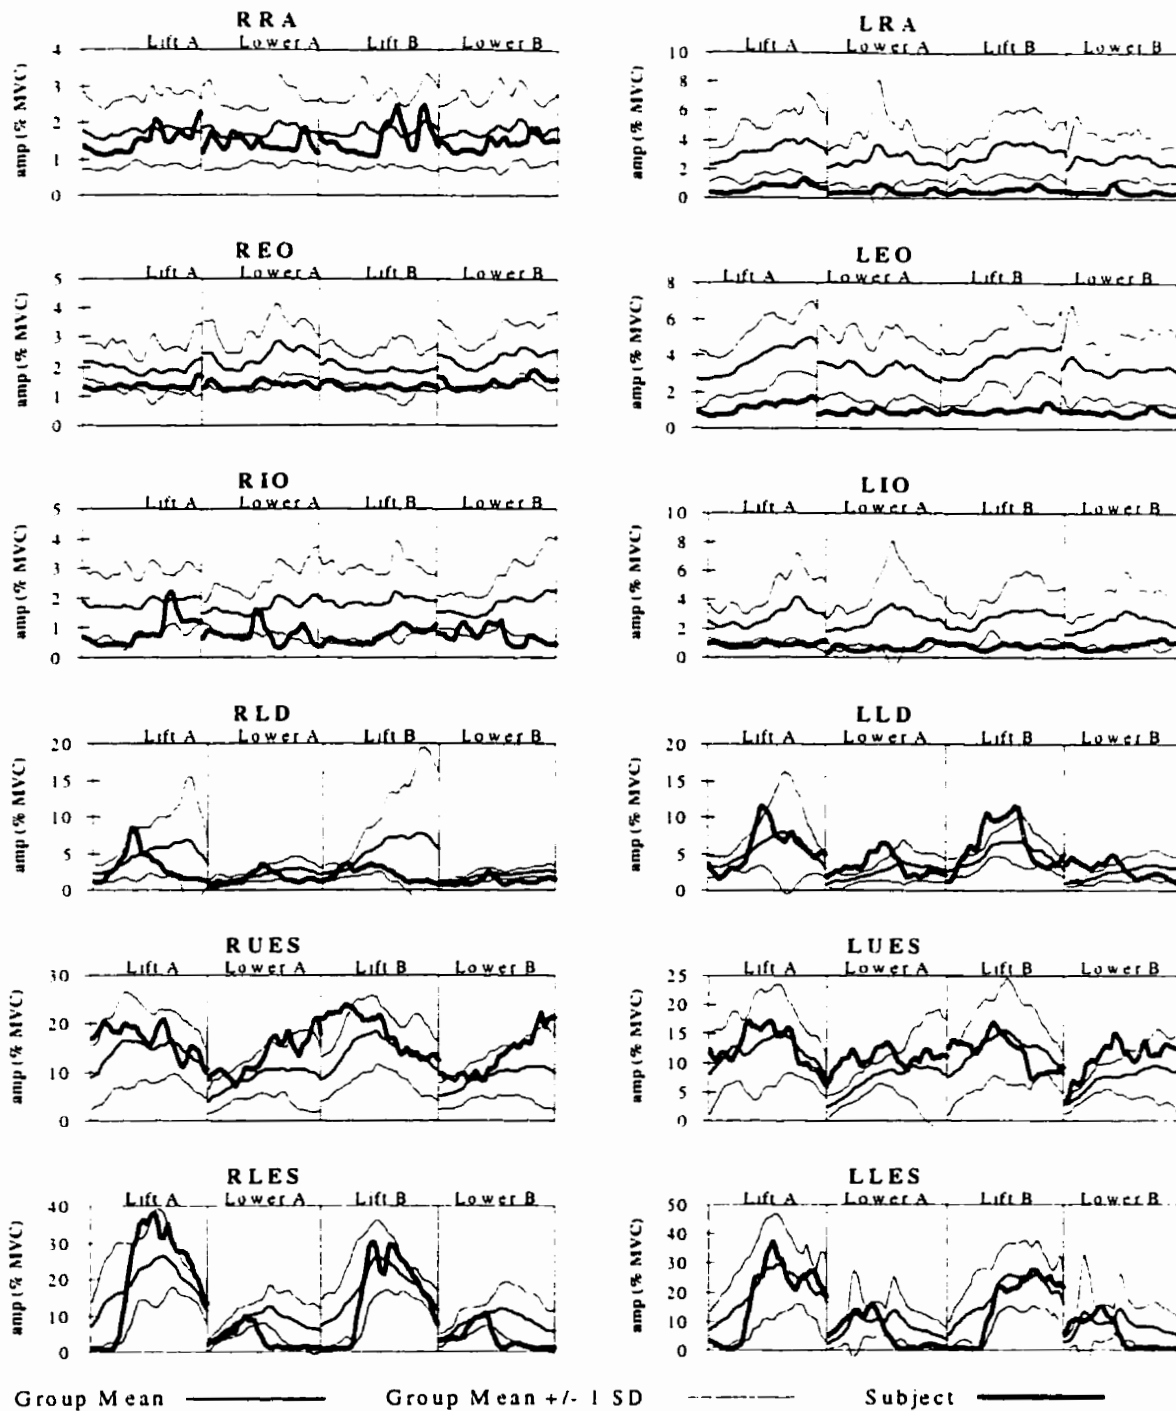 RRA
Lift A Lower A Lift B Lower B
4
3
2
1
0
amp (% MVC)
LRA
Lift A Lower A Lift B Lower B
10
8
6
4
2
0
amp (% MVC)
REO
Lift A Lower A Lift B Lower B
5
4
3
2
1
0
amp (% MVC)
LEO
Lift A Lower A Lift B Lower B
8
6
4
2
0
amp (% MVC)
RIO
Lift A Lower A Lift B Lower B
5
4
3
2
1
0
amp (% MVC)
LIO
Lift A Lower A Lift B Lower B
10
8
6
4
2
0
amp (% MVC)
RLD
Lift A Lower A Lift B Lower B
20
15
10
5
0
amp (% MVC)
LLD
Lift A Lower A Lift B Lower B
20
15
10
5
0
amp (% MVC)
RUES
Lift A Lower A Lift B Lower B
30
20
10
0
amp (% MVC)
LUES
Lift A Lower A Lift B Lower B
25
20
15
10
5
0
amp (% MVC)
RLES
Lift A Lower A Lift B Lower B
40
30
20
10
0
amp (% MVC)
LLES
Lift A Lower A Lift B Lower B
50
40
30
20
10
0
amp (% MVC)
Group Mean Group Mean +/- 1 SD Subject